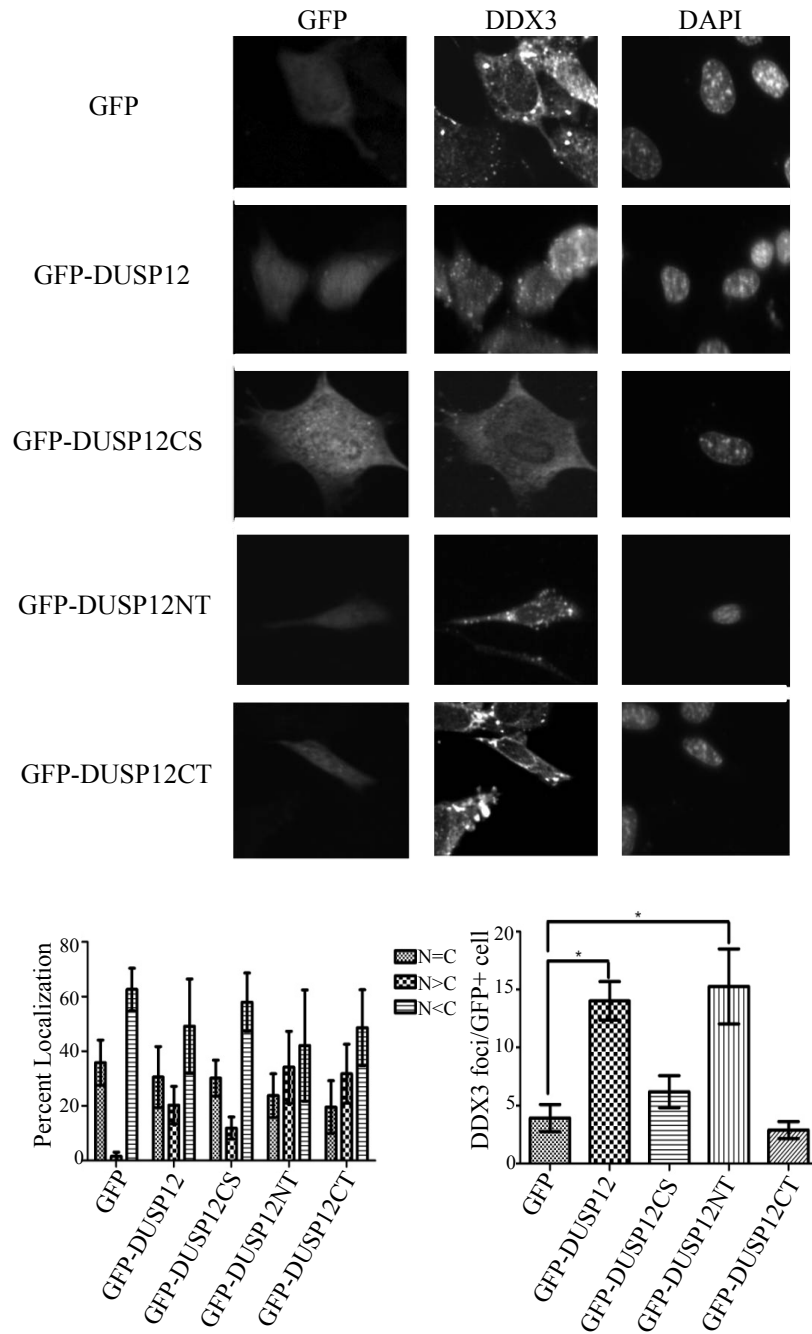 GFP DDX3 DAPI
GFP
GFP-DUSP12
GFP-DUSP12CS
GFP-DUSP12NT
GFP-DUSP12CT
Percent Localization
80
60
40
20
0
GFP
GFP-DUSP12
GFP-DUSP12CS
GFP-DUSP12NT
GFP-DUSP12CT
N=C
N>C
N<C
DDX3 foci/GFP+ cell
20
15
10
5
0
*
*
GFP
GFP-DUSP12
GFP-DUSP12CS
GFP-DUSP12NT
GFP-DUSP12CT